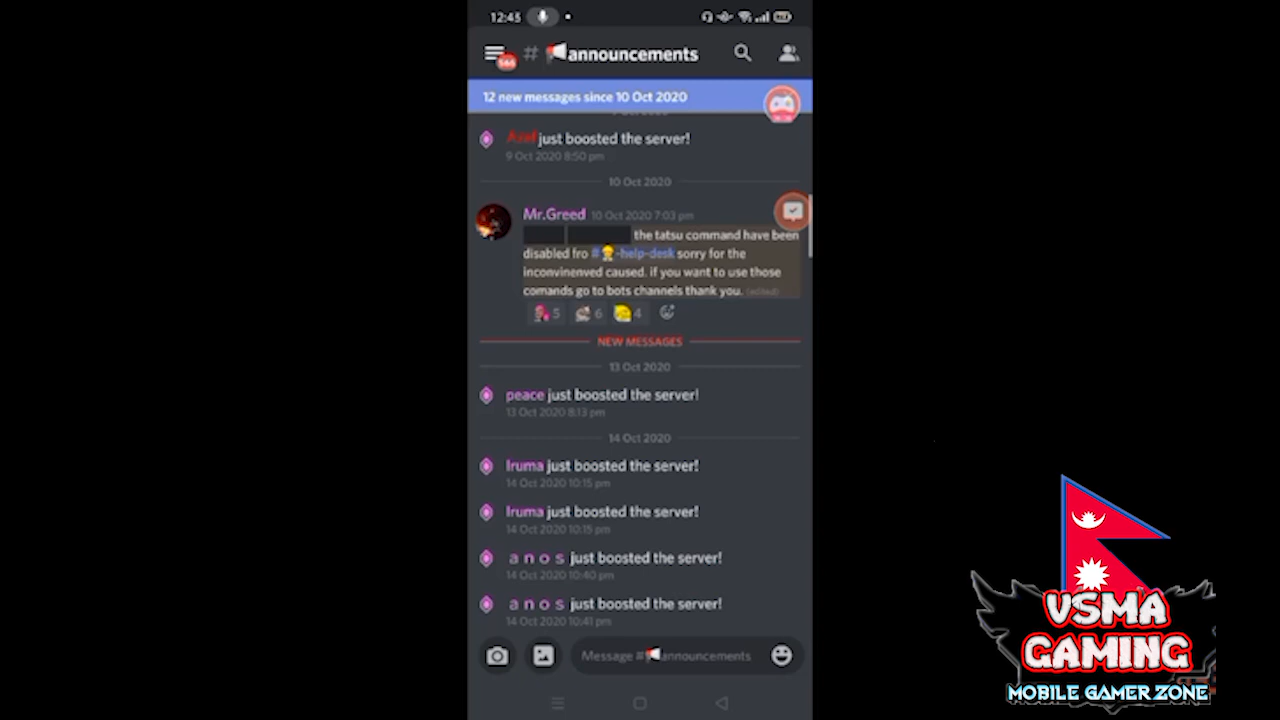 12:43
566 # announcements
12 new messages since 10 Oct 2020
just boosted the server!
9 Oct 2020 8:50 pm
10 Oct 2020
Mr.Greed 10 Oct 2020 7:03 pm
the tatsu command have been
disabled fro #-help-desk sorry for the
inconvinenved caused. if you want to use those
comands go to bots channels thank you. (edited)
5 6 4
NEW MESSAGES
13 Oct 2020
peace just boosted the server!
13 Oct 2020 8:13 pm
14 Oct 2020
Iruma just boosted the server!
14 Oct 2020 10:15 pm
Iruma just boosted the server!
14 Oct 2020 10:15 pm
a n o s just boosted the server!
14 Oct 2020 10:40 pm
a n o s just boosted the server!
14 Oct 2020 10:41 pm
Message #announcements
VSMA
GAMING
MOBILE GAMER ZONE